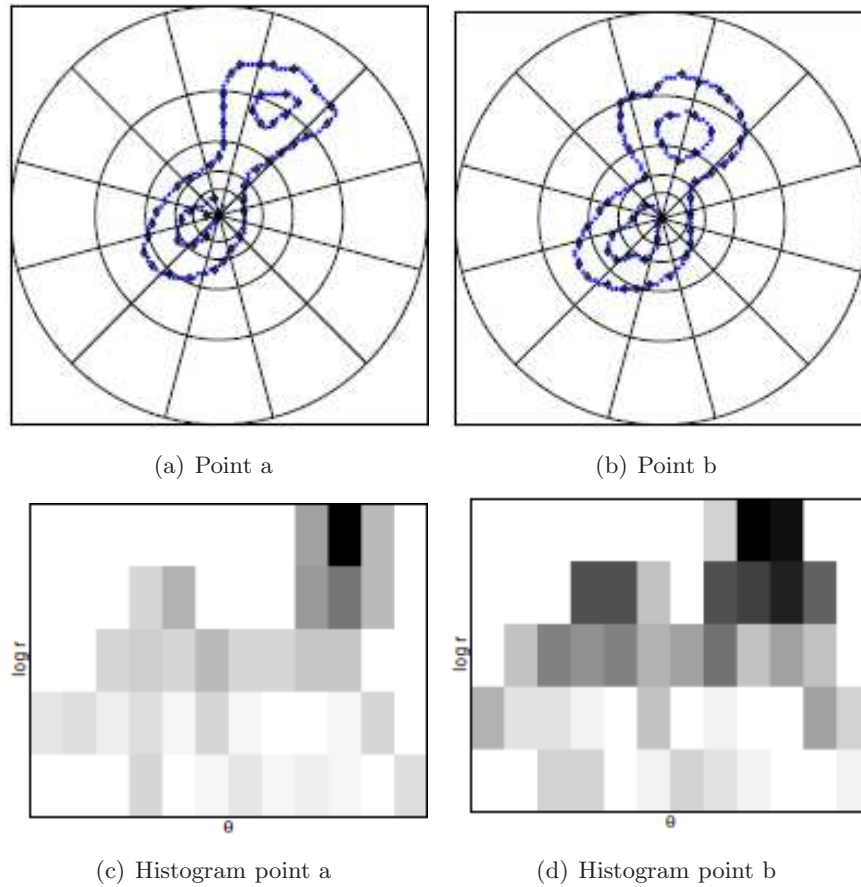 (a) Point a
(b) Point b
log r
θ
log r
θ
(c) Histogram point a
(d) Histogram point b